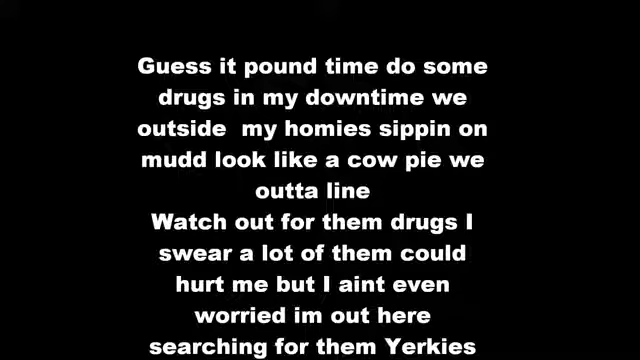 Guess it pound time do some
drugs in my downtime we
outside  my homies sippin on
mudd look like a cow pie we
outta line
Watch out for them drugs I
swear a lot of them could
hurt me but I aint even
worried im out here
searching for them Yerkies